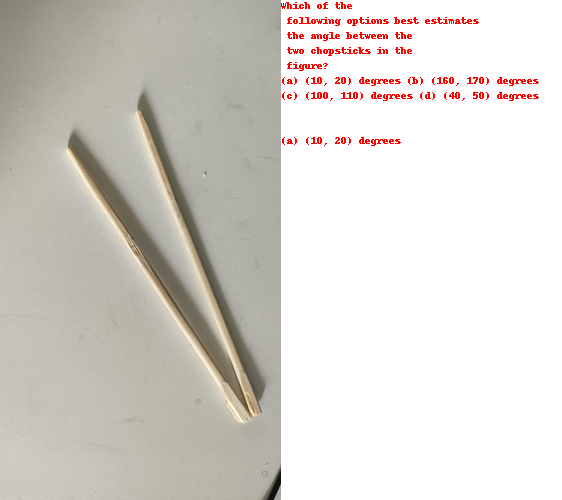 Which of the
following options best estimates
the angle between the
two chopsticks in the
figure?
(a) (10, 20) degrees (b) (160, 170) degrees
(c) (100, 110) degrees (d) (40, 50) degrees
(a) (10, 20) degrees